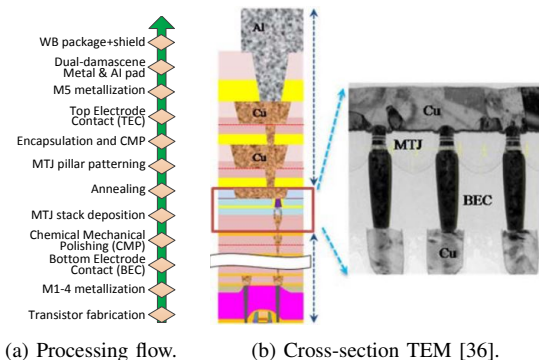 WB package+shield
Dual-damascene
Metal & Al pad
M5 metallization
Top Electrode
Contact (TEC)
Encapsulation and CMP
MTJ pillar patterning
Annealing
MTJ stack deposition
Chemical Mechanical
Polishing (CMP)
Bottom Electrode
Contact (BEC)
M1-4 metallization
Transistor fabrication
(a) Processing flow.
Al
Cu
Cu
Cu
MTJ
BEC
Cu
(b) Cross-section TEM [36].